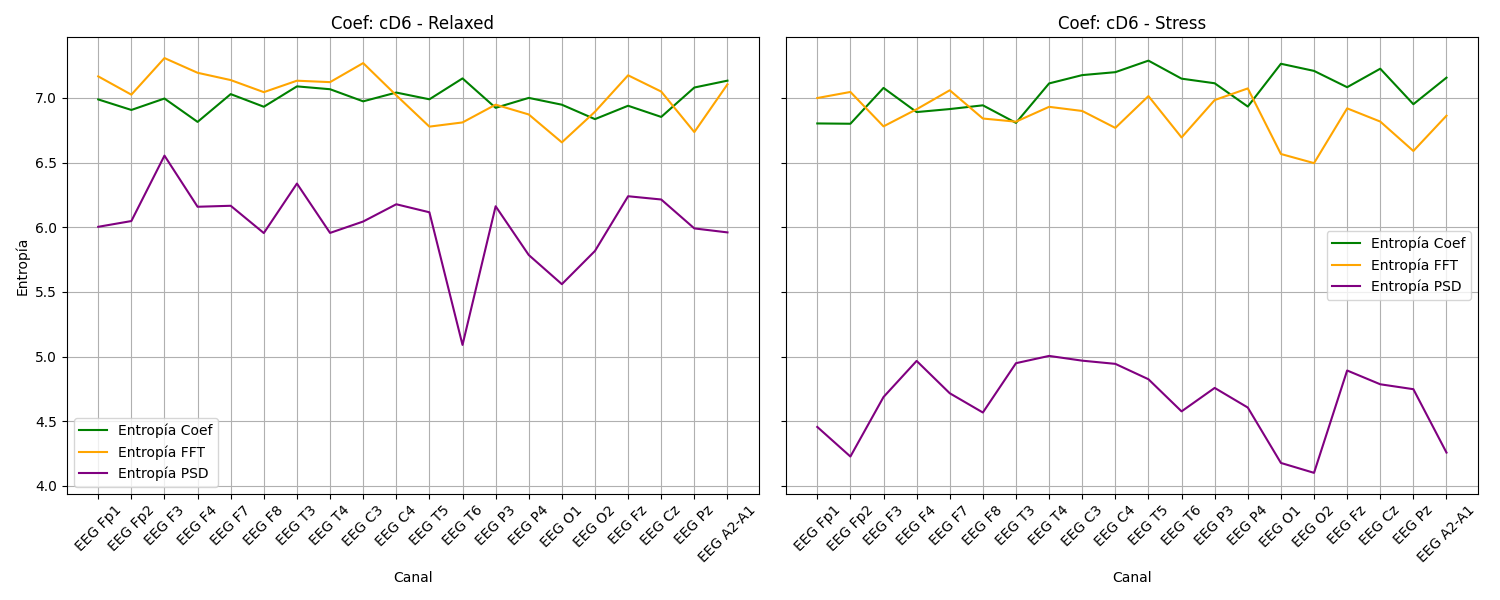 Coef: cD6 - Relaxed
Entropía
7.0
6.5
6.0
5.5
5.0
4.5
4.0
Entropía Coef
Entropía FFT
Entropía PSD
EEG Fp1
EEG Fp2
EEG F3
EEG F4
EEG F7
EEG F8
EEG T3
EEG T4
EEG C3
EEG C4
EEG T5
EEG T6
EEG P3
EEG P4
EEG O1
EEG O2
EEG Fz
EEG Cz
EEG Pz
EEG A2-A1
Canal
Coef: cD6 - Stress
Entropía Coef
Entropía FFT
Entropía PSD
EEG Fp1
EEG Fp2
EEG F3
EEG F4
EEG F7
EEG F8
EEG T3
EEG T4
EEG C3
EEG C4
EEG T5
EEG T6
EEG P3
EEG P4
EEG O1
EEG O2
EEG Fz
EEG Cz
EEG Pz
EEG A2-A1
Canal